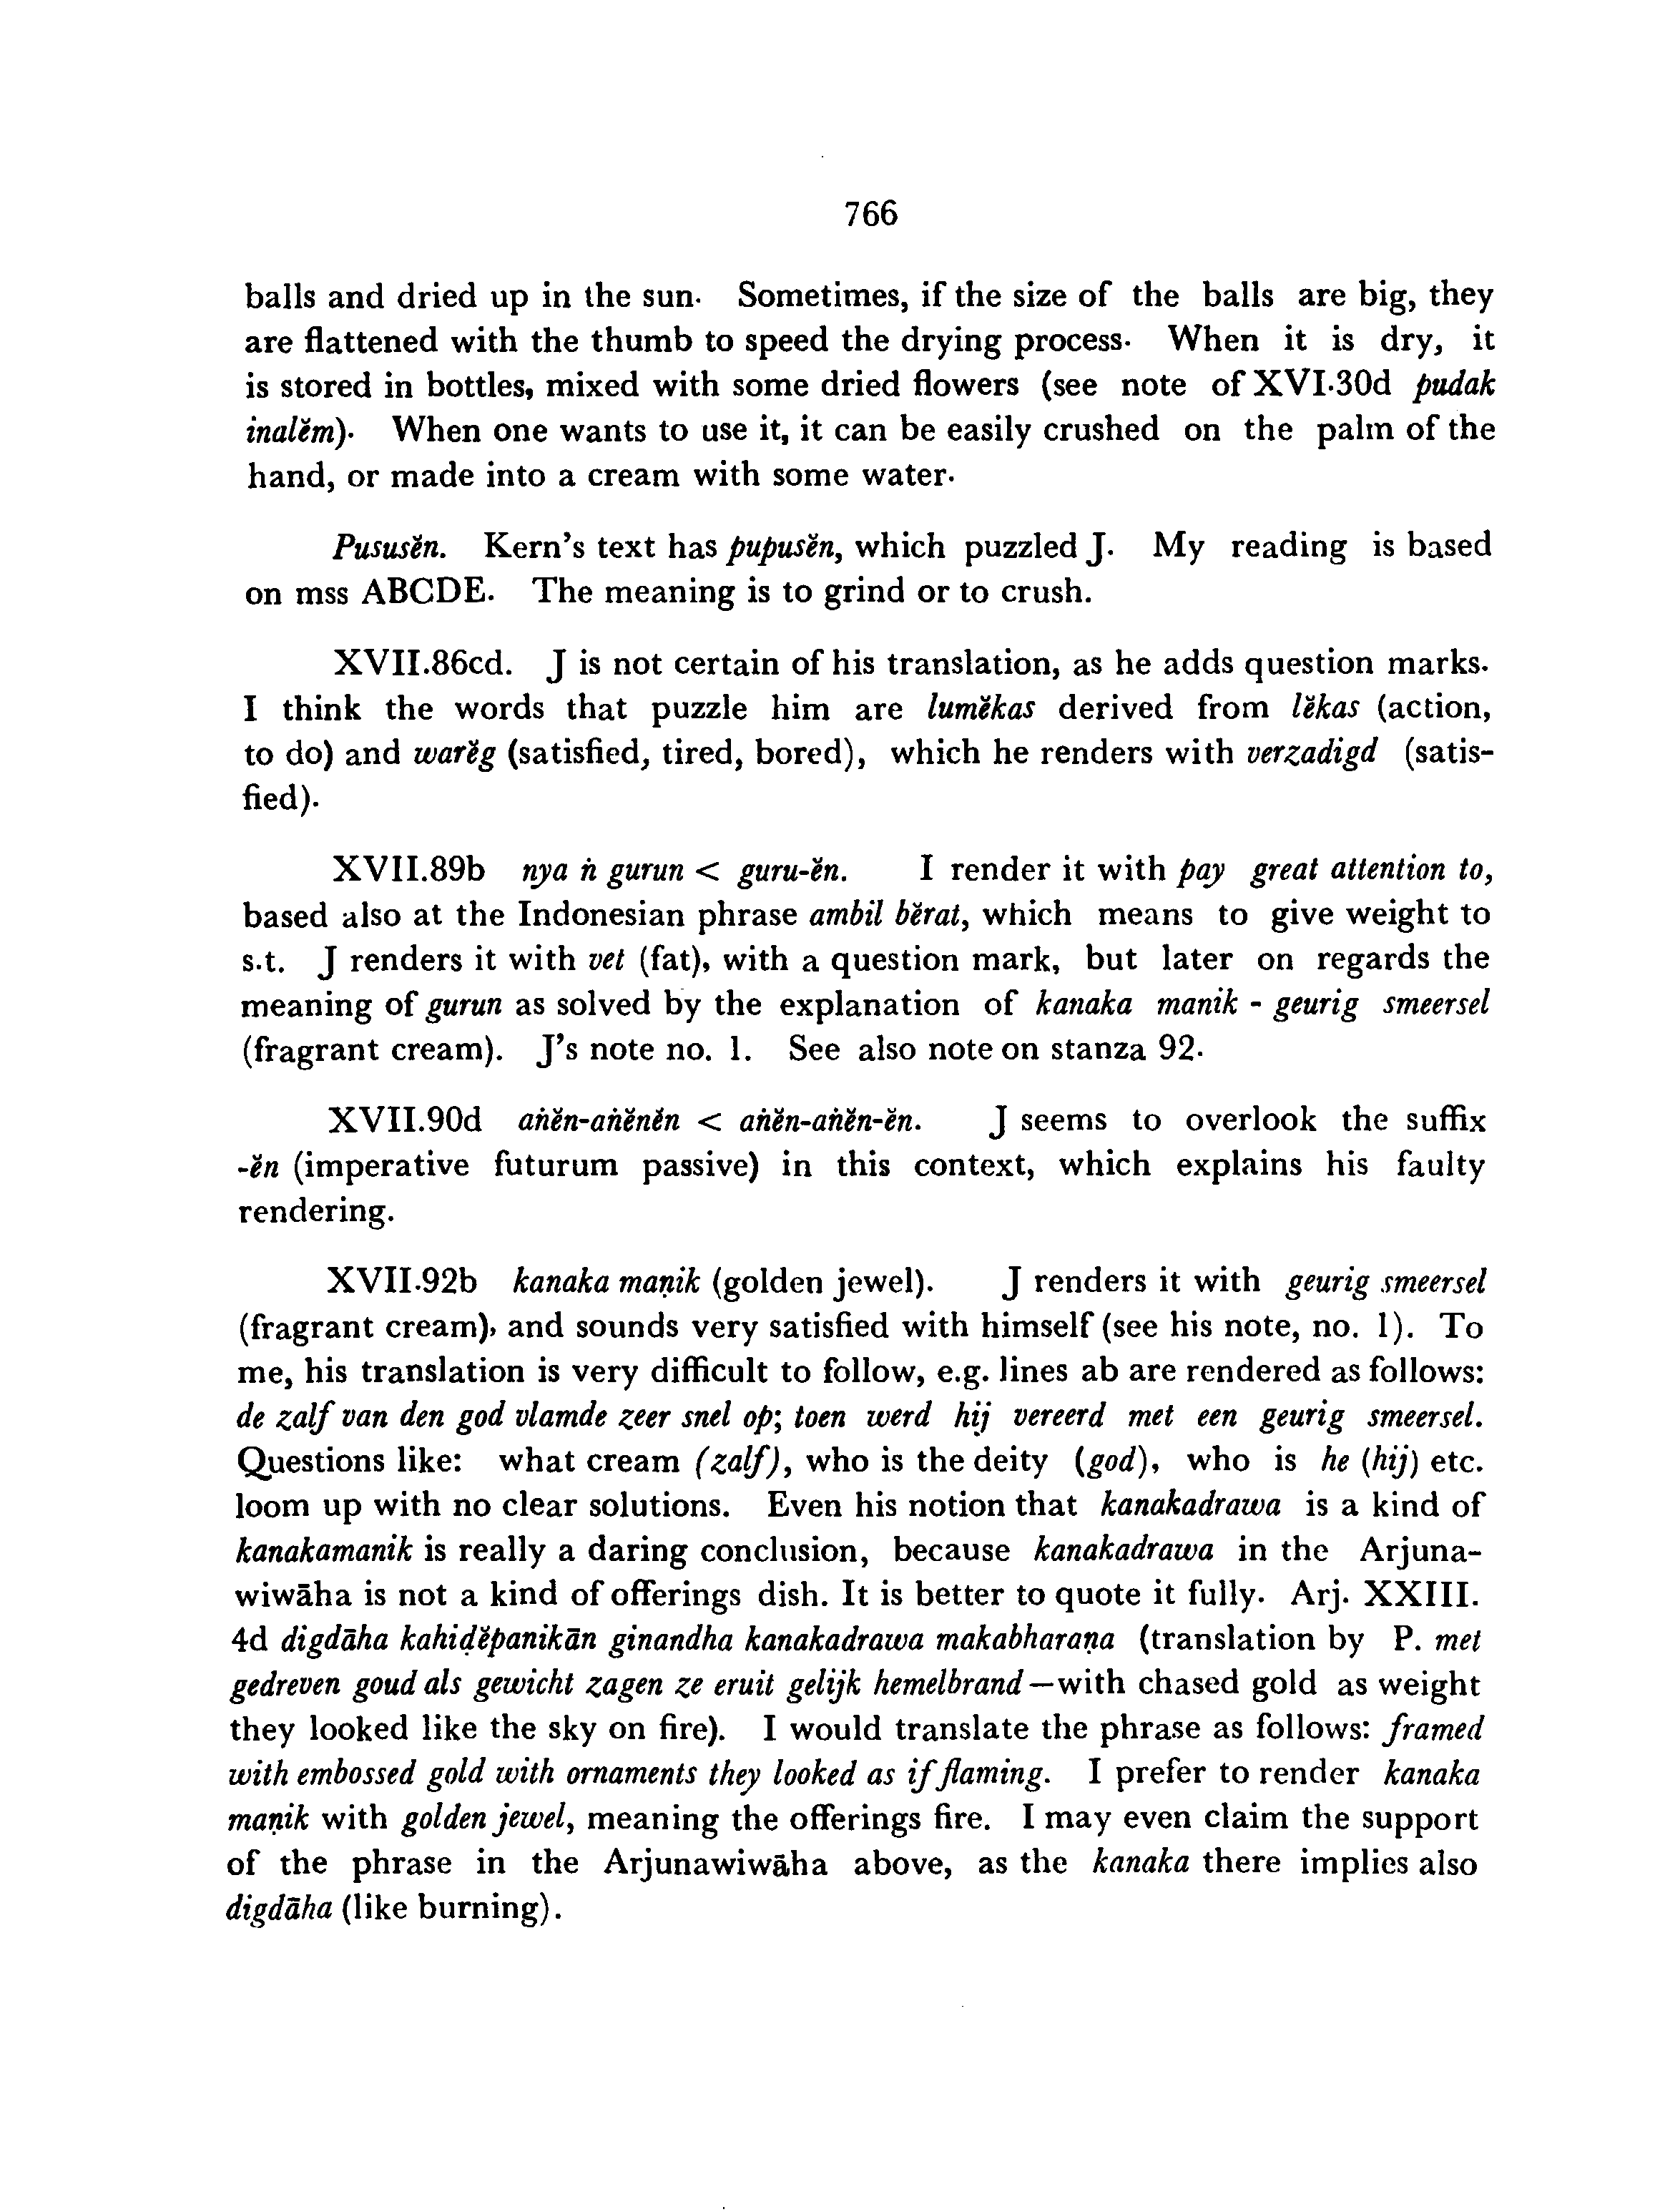 766
balls and dried up in the sun. Sometimes, if the size of the balls are big, they
are flattened with the thumb to speed the drying process. When it is dry, it
is stored in bottles, mixed with some dried flowers (see note of XVI.30d pudak
inalĕm). When one wants to use it, it can be easily crushed on the palm of the
hand, or made into a cream with some water.
Pususĕn. Kern's text has pupusĕn, which puzzled J. My reading is based
on mss ABCDE. The meaning is to grind or to crush.
XVII.86cd. J is not certain of his translation, as he adds question marks.
I think the words that puzzle him are lumĕkas derived from lĕkas (action,
to do) and warĕg (satisfied, tired, bored), which he renders with verzadigd (satis-
fied).
XVII.89b nya ṅ gurun < guru-ĕn. I render it with pay great attention to,
based also at the Indonesian phrase ambil bĕrat, which means to give weight to
s.t. J renders it with vet (fat), with a question mark, but later on regards the
meaning of gurun as solved by the explanation of kanaka manik - geurig smeersel
(fragrant cream). J's note no. 1. See also note on stanza 92.
XVII.90d aṅĕn-aṅĕnĕn < aṅĕn-aṅĕn-ĕn. J seems to overlook the suffix
-ĕn (imperative futurum passive) in this context, which explains his faulty
rendering.
XVII.92b kanaka maṇik (golden jewel). J renders it with geurig smeersel
(fragrant cream), and sounds very satisfied with himself (see his note, no. 1). To
me, his translation is very difficult to follow, e.g. lines ab are rendered as follows:
de zalf van den god vlamde zeer snel op; toen werd hij vereerd met een geurig smeersel.
Questions like: what cream (zalf), who is the deity (god), who is he (hij) etc.
loom up with no clear solutions. Even his notion that kanakadrawa is a kind of
kanakamanik is really a daring conclusion, because kanakadrawa in the Arjuna-
wiwāha is not a kind of offerings dish. It is better to quote it fully. Arj. XXIII.
4d digdāha kahiḍĕpanikān ginandha kanakadrawa makabharaṇa (translation by P. met
gedreven goud als gewicht zagen ze eruit gelijk hemelbrand—with chased gold as weight
they looked like the sky on fire). I would translate the phrase as follows: framed
with embossed gold with ornaments they looked as if flaming. I prefer to render kanaka
maṇik with golden jewel, meaning the offerings fire. I may even claim the support
of the phrase in the Arjunawiwāha above, as the kanaka there implies also
digdāha (like burning).